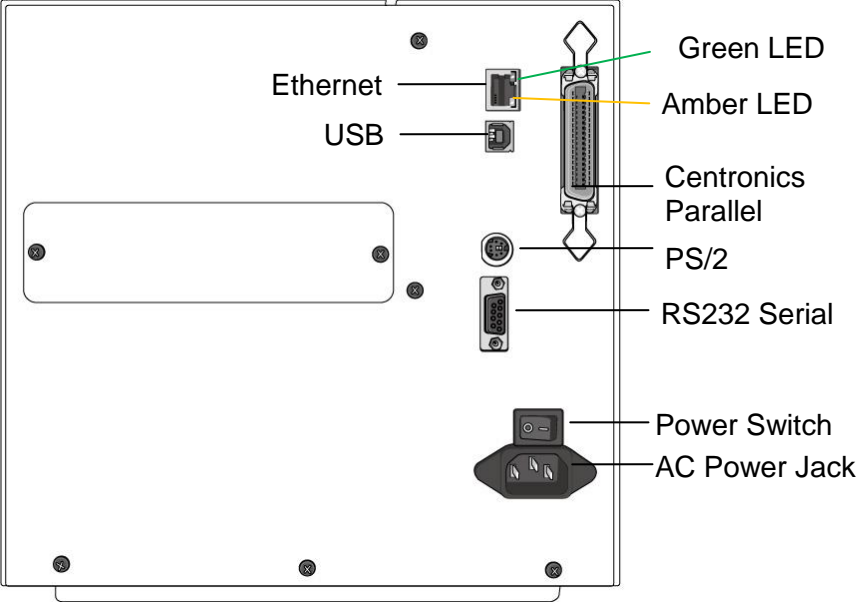 Green LED
Ethernet
Amber LED
USB
Centronics
Parallel
PS/2
RS232 Serial
Power Switch
AC Power Jack